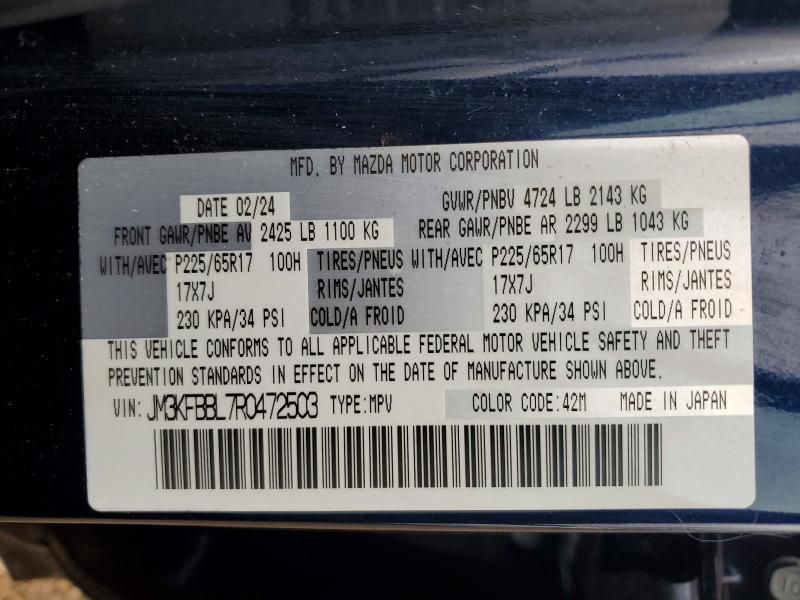 MFD. BY MAZDA MOTOR CORPORATION
DATE 02/24 GVWR/PNBV 4724 LB 2143 KG
FRONT GAWR/PNBE AV 2425 LB 1100 KG REAR GAWR/PNBE AR 2299 LB 1043 KG
WITH/AVEC P225/65R17 100H TIRES/PNEUS WITH/AVEC P225/65R17 100H TIRES/PNEUS
17X7J RIMS/JANTES 17X7J RIMS/JANTES
230 KPA/34 PSI COLD/A FROID 230 KPA/34 PSI COLD/A FROID
THIS VEHICLE CONFORMS TO ALL APPLICABLE FEDERAL MOTOR VEHICLE SAFETY AND THEFT
PREVENTION STANDARDS IN EFFECT ON THE DATE OF MANUFACTURE SHOWN ABOVE.
VIN: JM3KFBBL7R0472503 TYPE:MPV COLOR CODE:42M MADE IN JAPAN